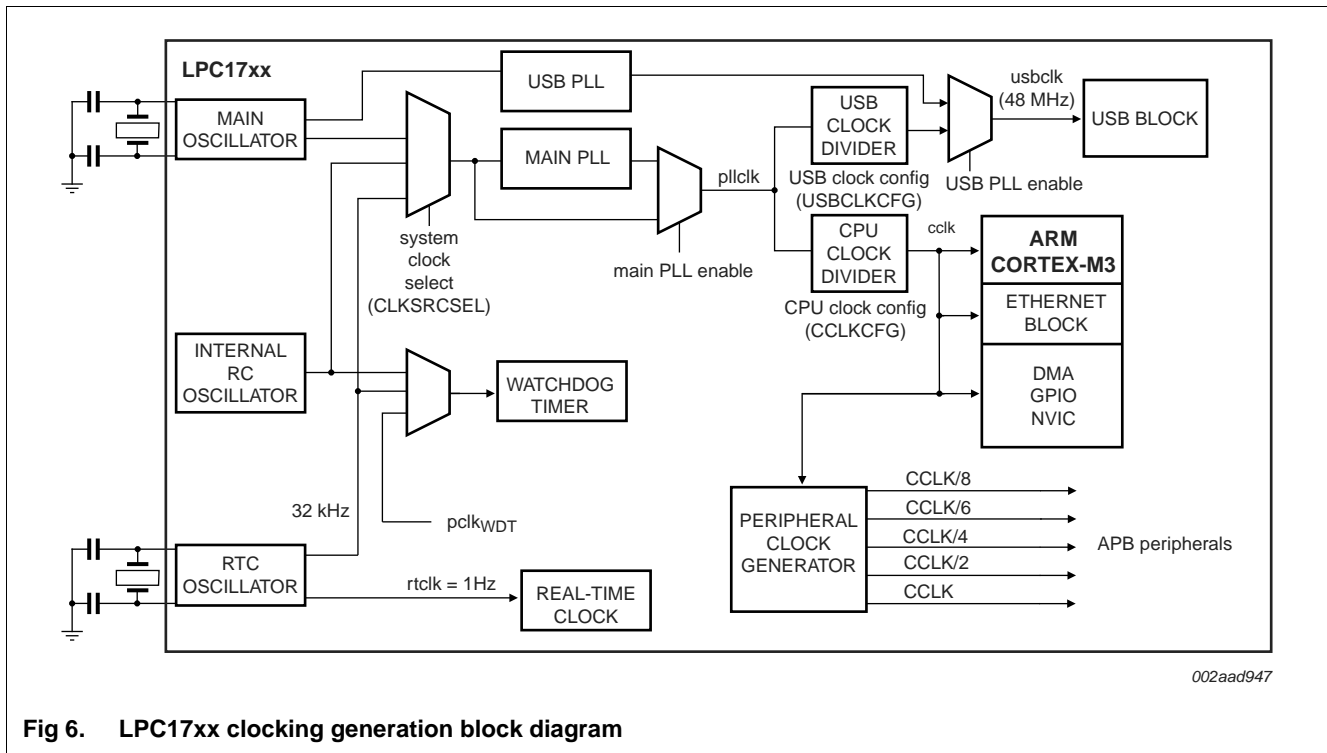 LPC17xx
MAIN
OSCILLATOR
USB PLL
MAIN PLL
system
clock
select
(CLKSRCSEL)
main PLL enable
pllclk
USB
CLOCK
DIVIDER
USB clock config
(USBCLKCFG)
usbclk
(48 MHz)
USB BLOCK
USB PLL enable
CPU
CLOCK
DIVIDER
CPU clock config
(CCLKCFG)
cclk
ARM
CORTEX-M3
ETHERNET
BLOCK
DMA
GPIO
NVIC
INTERNAL
RC
OSCILLATOR
WATCHDOG
TIMER
32 kHz
pclkWDT
RTC
OSCILLATOR
rtclk = 1Hz
REAL-TIME
CLOCK
PERIPHERAL
CLOCK
GENERATOR
CCLK/8
CCLK/6
CCLK/4
CCLK/2
CCLK
APB peripherals
002aad947
Fig 6. LPC17xx clocking generation block diagram